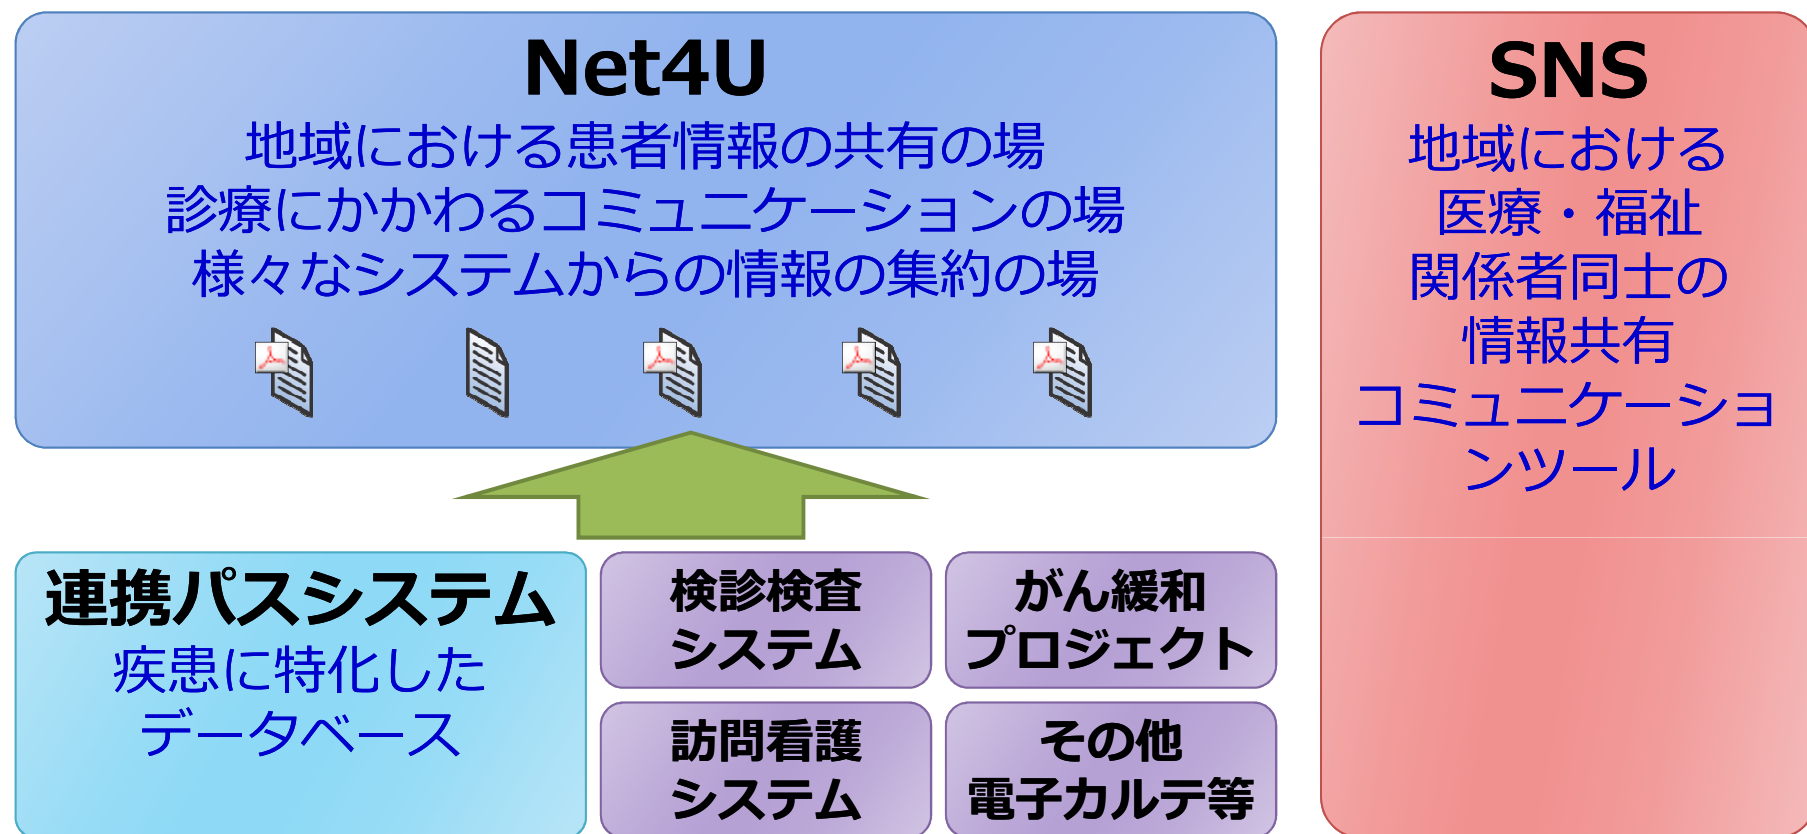 Net4U
地域における患者情報の共有の場
診療にかかわるコミュニケーションの場
様々なシステムからの情報の集約の場
SNS
地域における
医療・福祉
関係者同士の
情報共有
コミュニケーショ
ンツール
連携パスシステム
疾患に特化した
データベース
検診検査
システム
がん緩和
プロジェクト
訪問看護
システム
その他
電子カルテ等